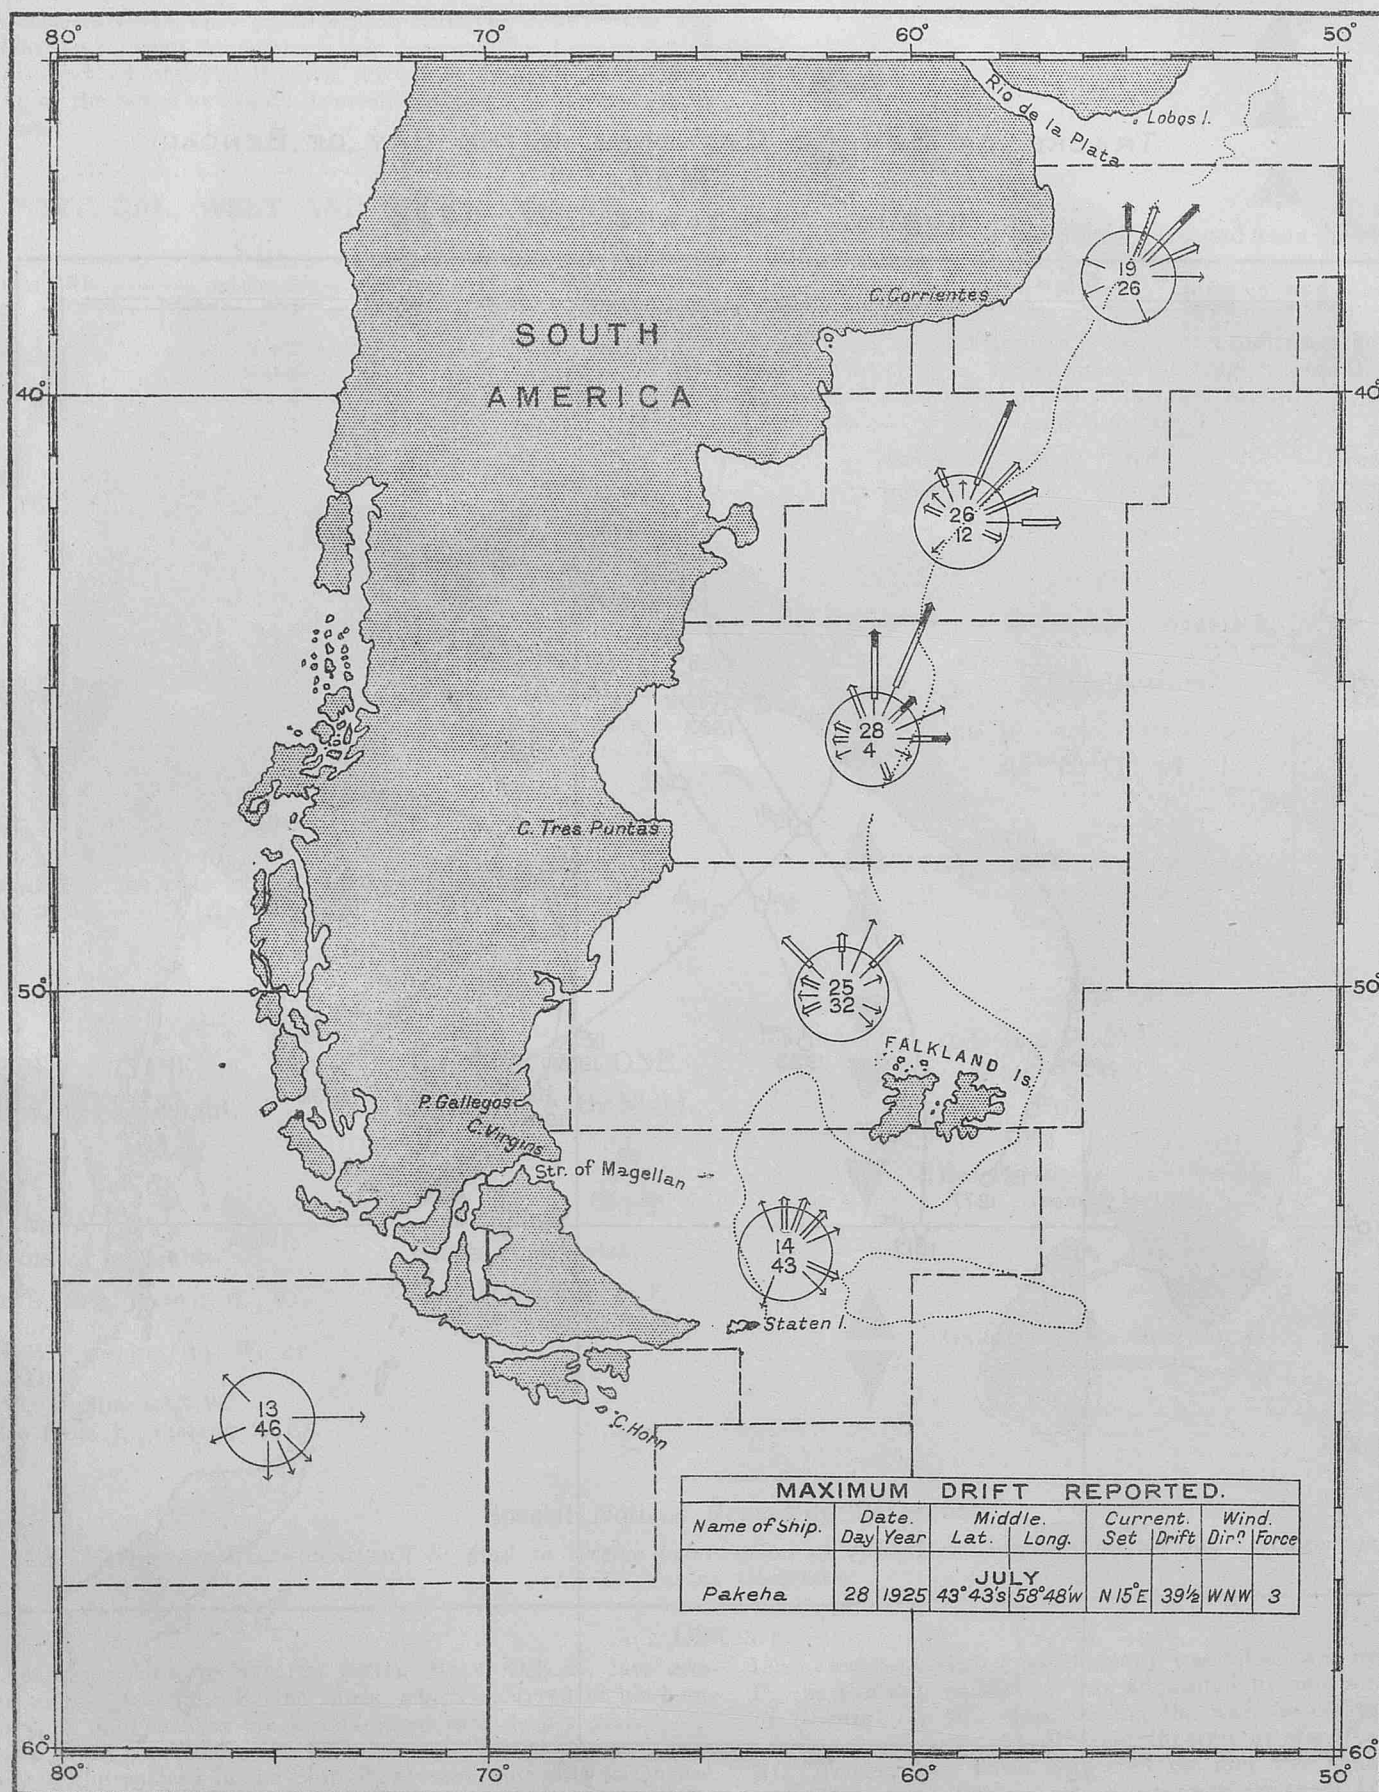 80° 70° 60° 50°
Rio de la Plata
Lobos I.
19
26
C. Corrientes
SOUTH
AMERICA
40° 40°
26
12
28
4
C. Tres Puntas
25
32
50° 50°
FALKLAND Is
P. Gallegos
C. Virgins
Str. of Magellan
14
43
Staten I.
13
46
C. Horn
MAXIMUM DRIFT REPORTED.
Name of Ship. Date. Middle. Current. Wind.
Day Year Lat. Long. Set Drift Dirn. Force
JULY
Pakeha 28 1925 43°43's 58°48'w N 15°E 39½ WNW 3
60° 60°
80° 70° 60° 50°